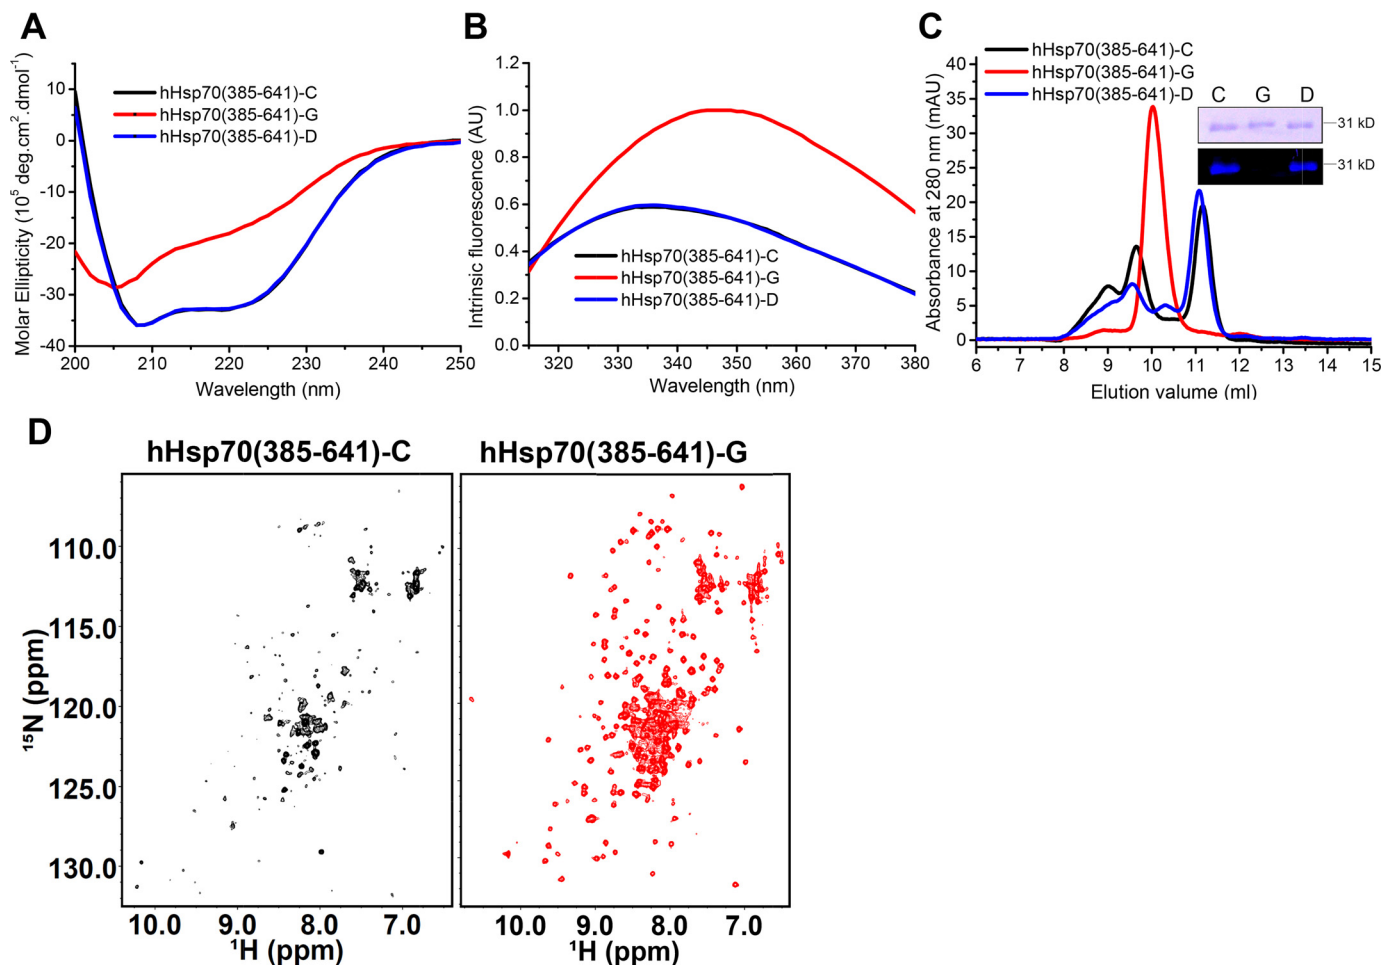 A
Molar Ellipticity (10⁵ deg.cm².dmol⁻¹)
hHsp70(385-641)-C
hHsp70(385-641)-G
hHsp70(385-641)-D
10
0
-10
-20
-30
-40
200 210 220 230 240 250
Wavelength (nm)
B
Intrinsic fluorescence (AU)
1.2
1.0
0.8
0.6
0.4
0.2
0.0
hHsp70(385-641)-C
hHsp70(385-641)-G
hHsp70(385-641)-D
320 330 340 350 360 370 380
Wavelength (nm)
C
Absorbance at 280 nm (mAU)
hHsp70(385-641)-C
hHsp70(385-641)-G
hHsp70(385-641)-D
40
35
30
25
20
15
10
5
0
C G D
31 kD
31 kD
6 7 8 9 10 11 12 13 14 15
Elution valume (ml)
D
hHsp70(385-641)-C
hHsp70(385-641)-G
¹⁵N (ppm)
110.0
115.0
120.0
125.0
130.0
10.0 9.0 8.0 7.0
¹H (ppm)
10.0 9.0 8.0 7.0
¹H (ppm)